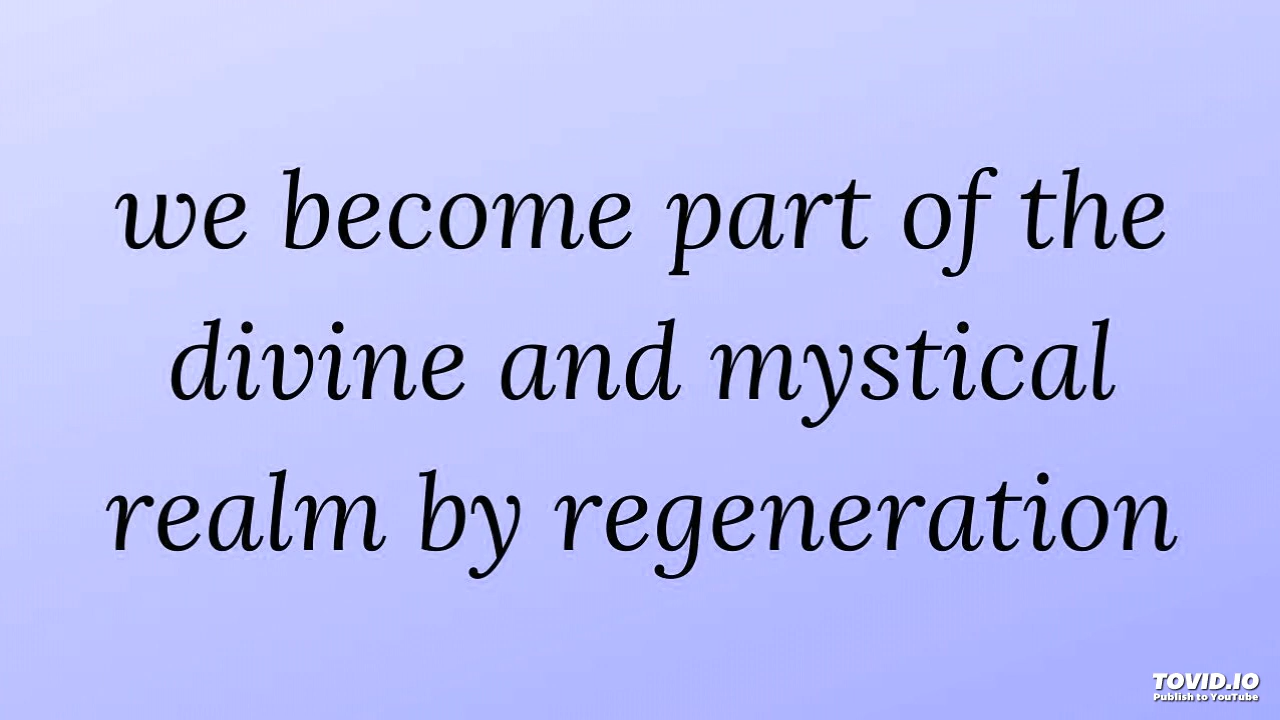 we become part of the
divine and mystical
realm by regeneration
TOVID.IO
Publish to YouTube